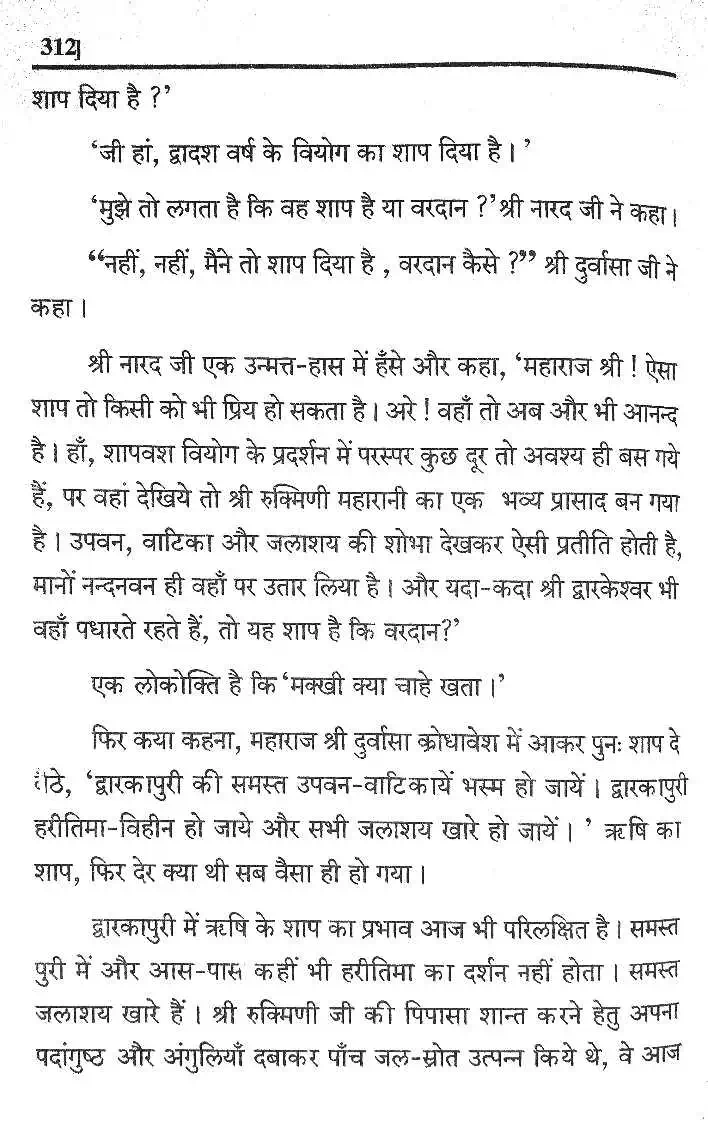 312]
शाप दिया है ?’
‘जी हां, द्वादश वर्ष के वियोग का शाप दिया है। ’
‘मुझे तो लगता है कि वह शाप है या वरदान ?’ श्री नारद जी ने कहा।
“नहीं, नहीं, मैंने तो शाप दिया है , वरदान कैसे ?” श्री दुर्वासा जी ने
कहा ।
श्री नारद जी एक उन्मत्त-हास में हँसे और कहा, ‘महाराज श्री ! ऐसा
शाप तो किसी को भी प्रिय हो सकता है। अरे ! वहाँ तो अब और भी आनन्द
है। हाँ, शापवश वियोग के प्रदर्शन में परस्पर कुछ दूर तो अवश्य ही बस गये
हैं, पर वहां देखिये तो श्री रुक्मिणी महारानी का एक भव्य प्रासाद बन गया
है। उपवन, वाटिका और जलाशय की शोभा देखकर ऐसी प्रतीति होती है,
मानों नन्दनवन ही वहाँ पर उतार लिया है। और यदा-कदा श्री द्वारकेश्वर भी
वहाँ पधारते रहते हैं, तो यह शाप है कि वरदान?’
एक लोकोक्ति है कि ‘मक्खी क्या चाहे खता ।’
फिर कया कहना, महाराज श्री दुर्वासा क्रोधावेश में आकर पुनः शाप दे
‘द्वारकापुरी की समस्त उपवन-वाटिकायें भस्म हो जायें। द्वारकापुरी
हरीतिमा-विहीन हो जाये और सभी जलाशय खारे हो जायें। ’ ऋषि का
शाप, फिर देर क्या थी सब वैसा ही हो गया।
द्वारकापुरी में ऋषि के शाप का प्रभाव आज भी परिलक्षित है। समस्त
पुरी में और आस-पास कहीं भी हरीतिमा का दर्शन नहीं होता। समस्त
जलाशय खारे हैं। श्री रुक्मिणी जी की पिपासा शान्त करने हेतु अपना
पदांगुष्ठ और अंगुलियाँ दबाकर पाँच जल-स्रोत उत्पन्न किये थे, वे आज